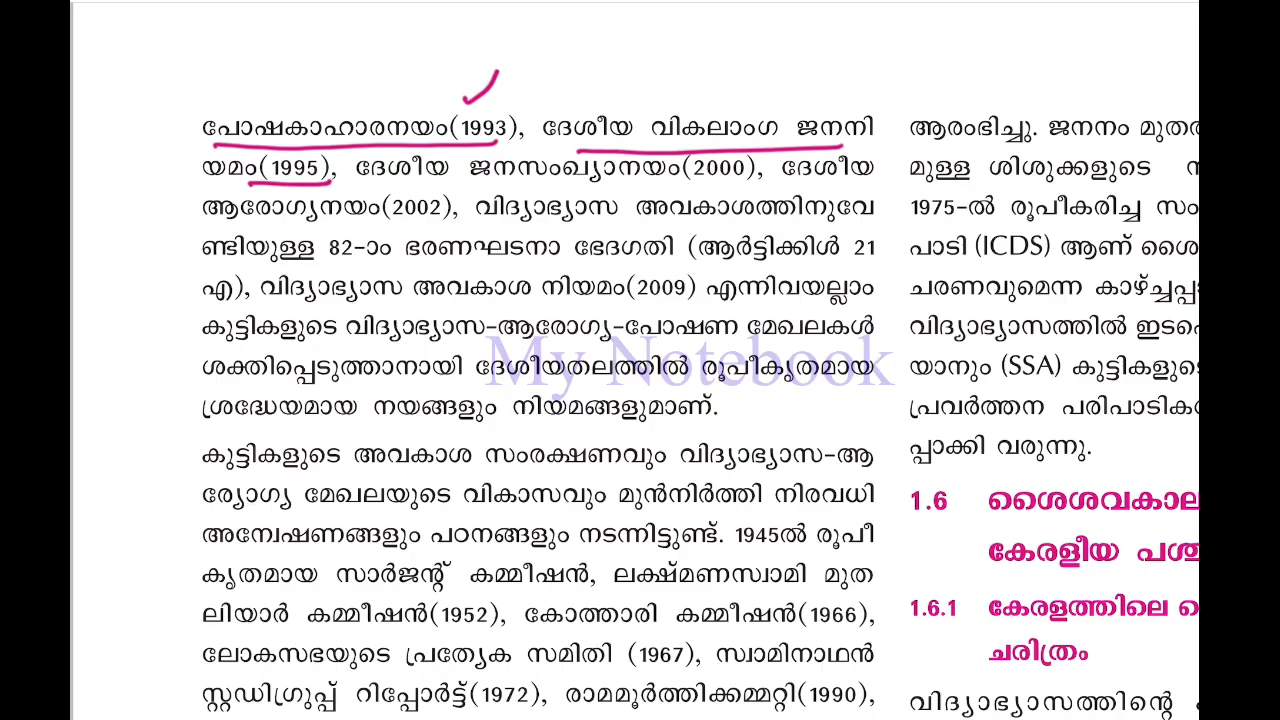 പോഷകാഹാരനയം(1993), ദേശീയ വികലാംഗ ജനനി
യമം(1995), ദേശീയ ജനസംഖ്യാനയം(2000), ദേശീയ
ആരോഗ്യനയം(2002), വിദ്യാഭ്യാസ അവകാശത്തിനുവേ
ണ്ടിയുള്ള 82-ാം ഭരണഘടനാ ഭേദഗതി (ആർട്ടിക്കിൾ 21
എ), വിദ്യാഭ്യാസ അവകാശ നിയമം(2009) എന്നിവയല്ലാം
കുട്ടികളുടെ വിദ്യാഭ്യാസ-ആരോഗ്യ-പോഷണ മേഖലകൾ
ശക്തിപ്പെടുത്താനായി ദേശീയതലത്തിൽ രൂപീകൃതമായ
ശ്രദ്ധേയമായ നയങ്ങളും നിയമങ്ങളുമാണ്.
My Notebook
കുട്ടികളുടെ അവകാശ സംരക്ഷണവും വിദ്യാഭ്യാസ-ആ
ര്യോഗ്യ മേഖലയുടെ വികാസവും മുൻനിർത്തി നിരവധി
അന്വേഷണങ്ങളും പഠനങ്ങളും നടന്നിട്ടുണ്ട്. 1945ൽ രൂപീ
കൃതമായ സാർജന്റ് കമ്മീഷൻ, ലക്ഷ്മണസ്വാമി മുത
ലിയാർ കമ്മീഷൻ(1952), കോത്താരി കമ്മീഷൻ(1966),
ലോകസഭയുടെ പ്രത്യേക സമിതി (1967), സ്വാമിനാഥൻ
സ്റ്റഡിഗ്രൂപ്പ് റിപ്പോർട്ട്(1972), രാമമൂർത്തിക്കമ്മറ്റി(1990),
ആരംഭിച്ചു. ജനനം മുതൽ
മുള്ള ശിശുക്കളുടെ
1975-ൽ രൂപീകരിച്ച സം
പാടി (ICDS) ആണ് ശൈ
ചരണവുമെന്ന കാഴ്ച്ചപ്പാ
വിദ്യാഭ്യാസത്തിൽ ഇടപെ
യാനും (SSA) കുട്ടികളുടെ
പ്രവർത്തന പരിപാടിക
പ്പാക്കി വരുന്നു.
1.6 ശൈശവകാല
കേരളീയ
1.6.1 കേരളത്തിലെ
ചരിത്രം
വിദ്യാഭ്യാസത്തിന്റെ